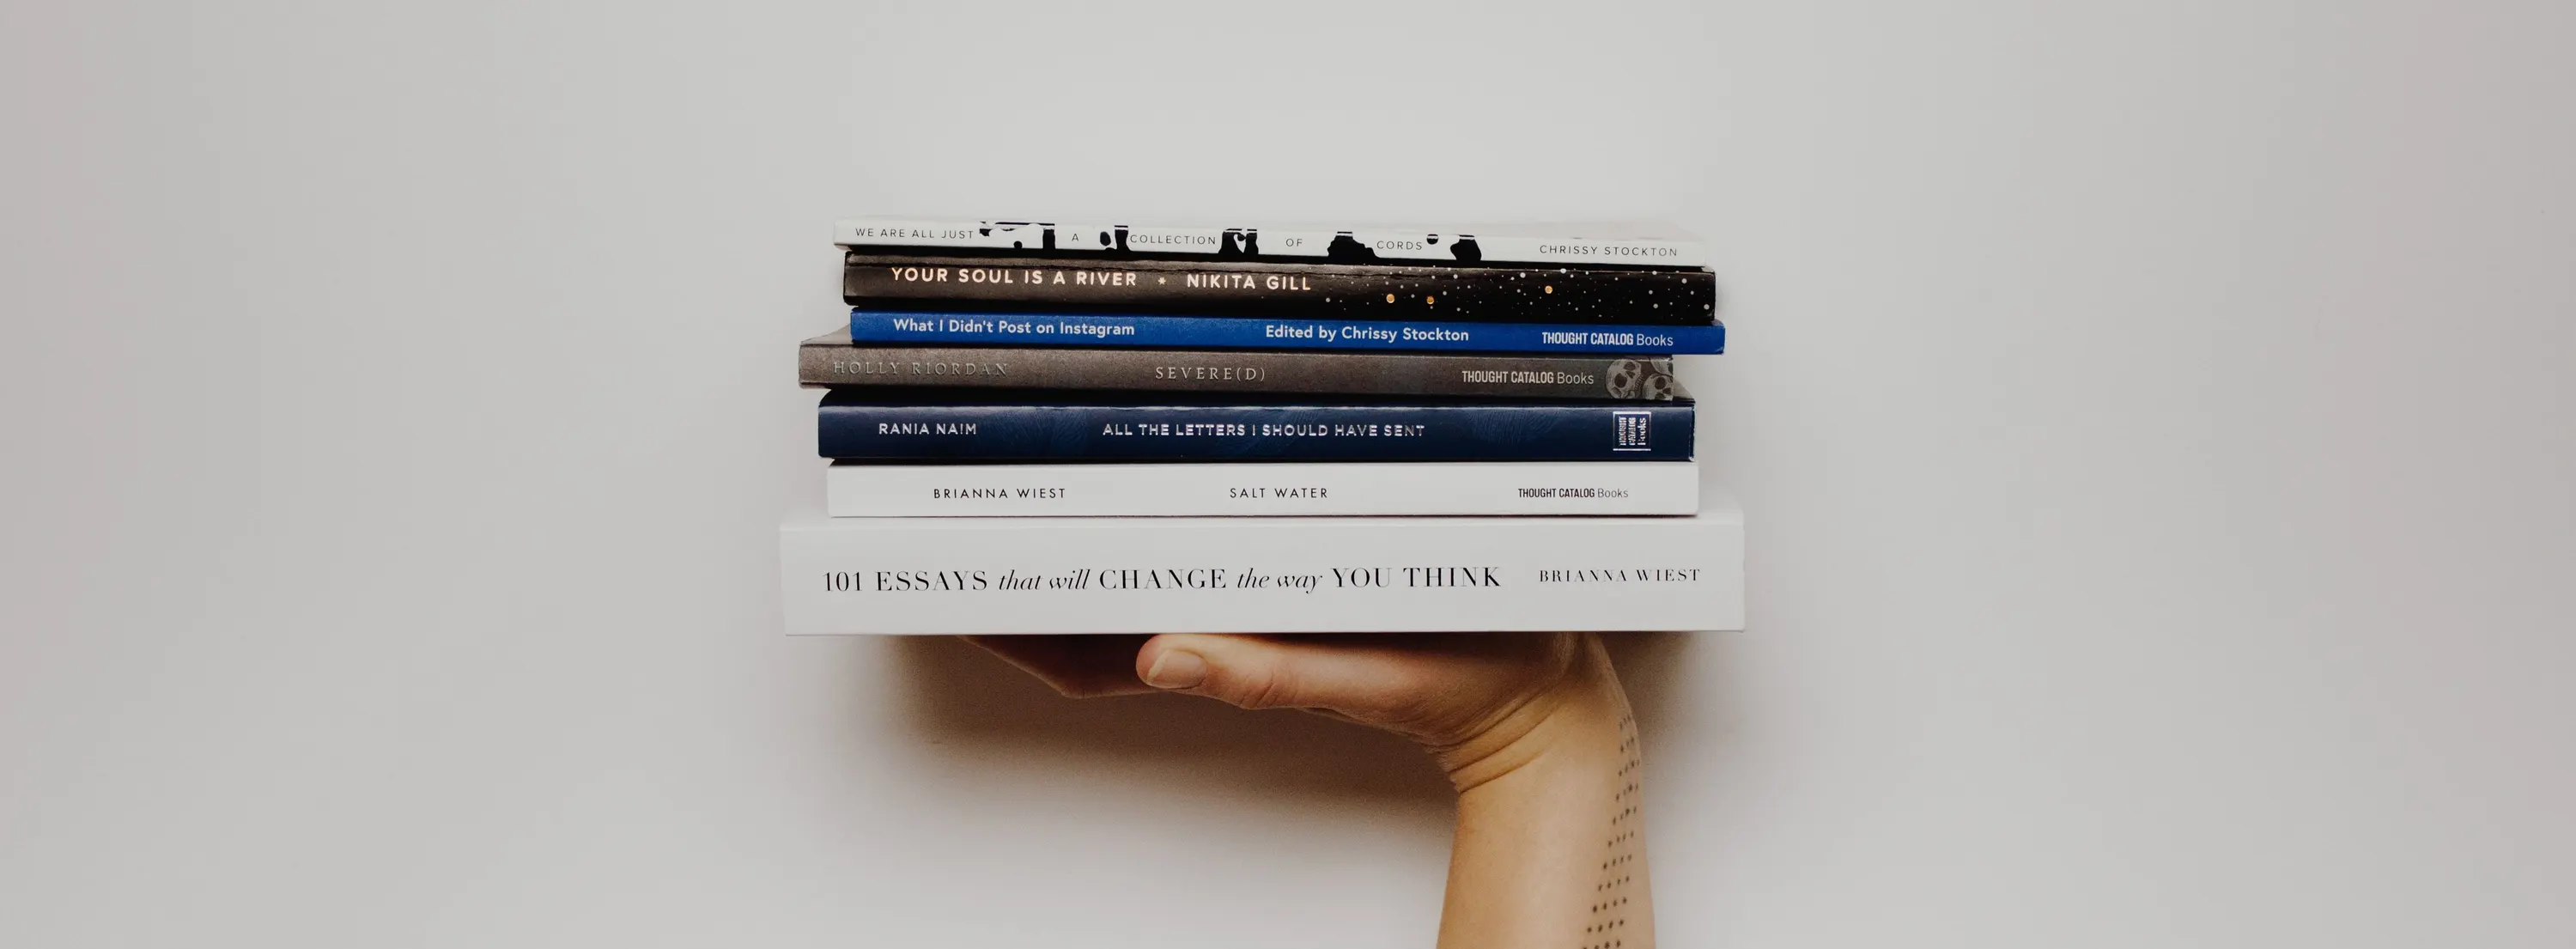 WE ARE ALL JUST A COLLECTION OF CORDS CHRISSY STOCKTON
YOUR SOUL IS A RIVER * NIKITA GILL
What I Didn't Post on Instagram Edited by Chrissy Stockton THOUGHT CATALOG Books
HOLLY RIORDAN SEVERE(D) THOUGHT CATALOG Books
RANIA NAIM ALL THE LETTERS I SHOULD HAVE SENT THOUGHT CATALOG Books
BRIANNA WIEST SALT WATER THOUGHT CATALOG Books
101 ESSAYS that will CHANGE the way YOU THINK BRIANNA WIEST